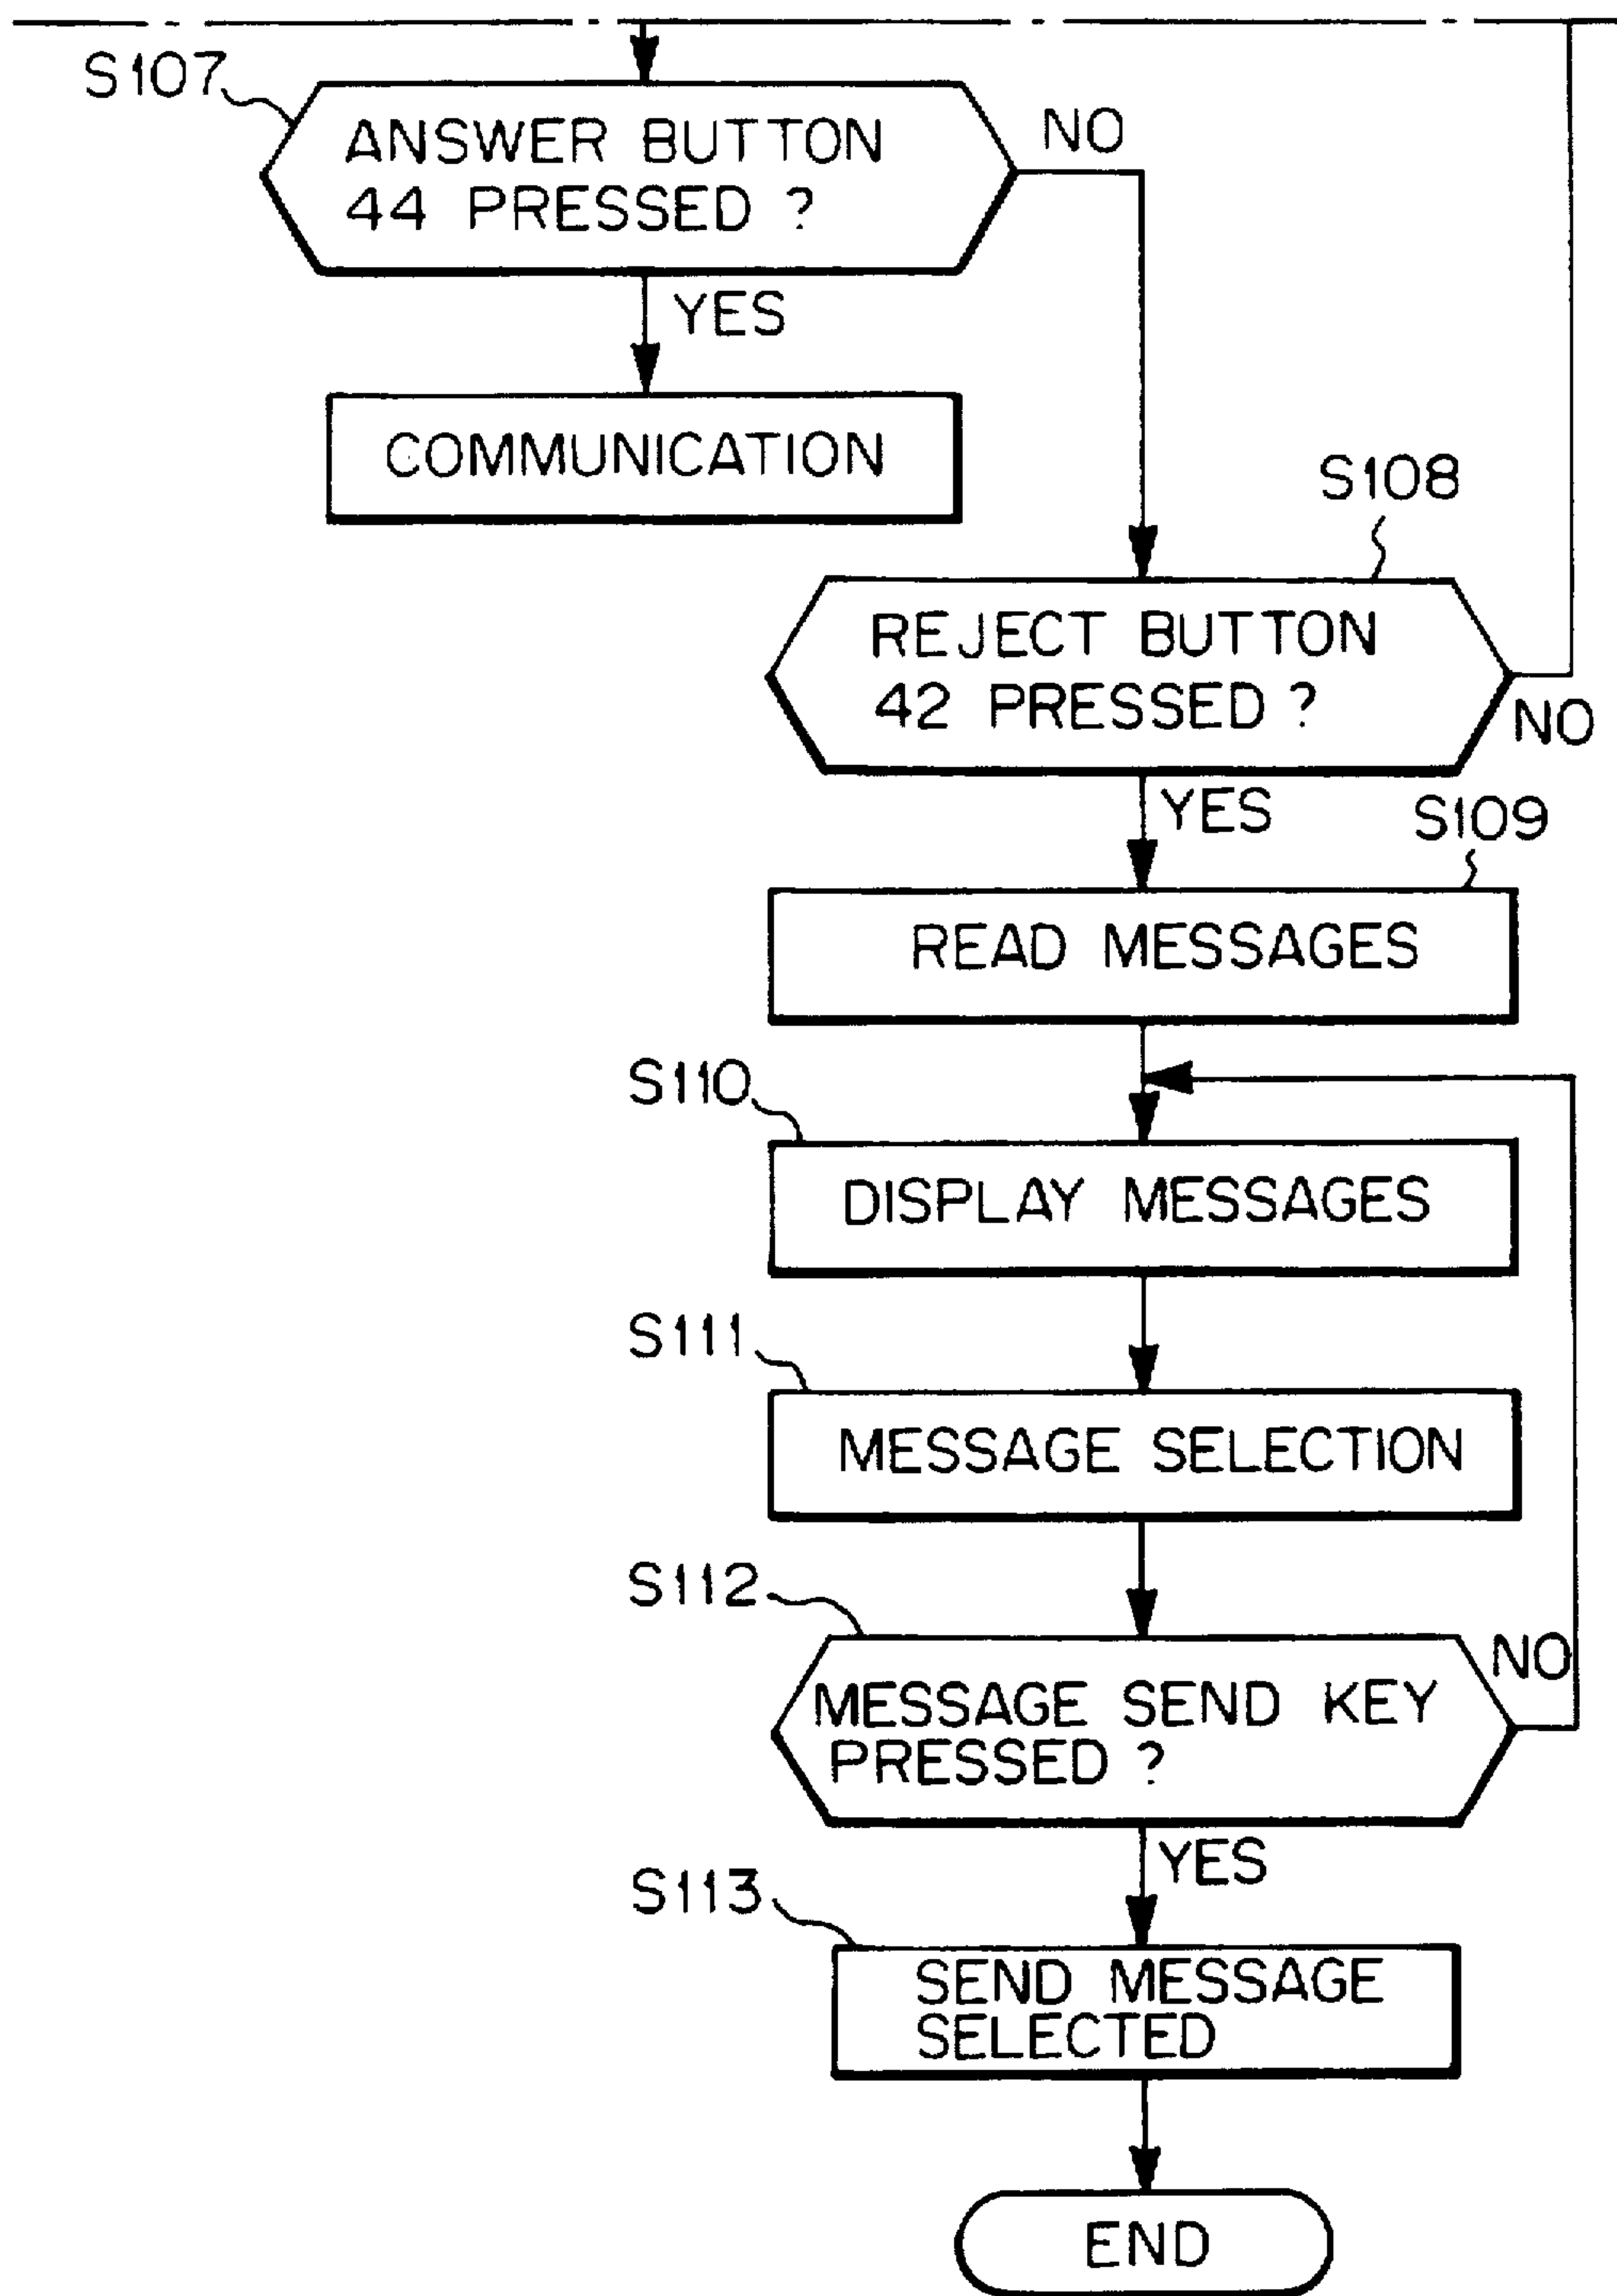 S107
ANSWER BUTTON
44 PRESSED ?
NO
YES
COMMUNICATION
S108
REJECT BUTTON
42 PRESSED ?
NO
YES
S109
READ MESSAGES
S110
DISPLAY MESSAGES
S111
MESSAGE SELECTION
S112
MESSAGE SEND KEY
PRESSED ?
NO
YES
S113
SEND MESSAGE
SELECTED
END